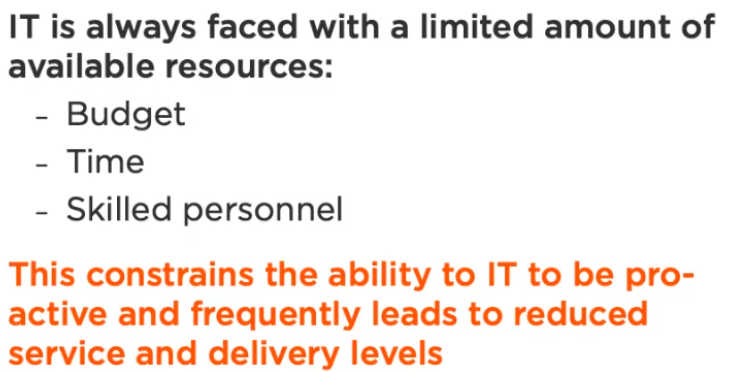 IT is always faced with a limited amount of
available resources:
- Budget
- Time
- Skilled personnel
This constrains the ability to IT to be pro-
active and frequently leads to reduced
service and delivery levels